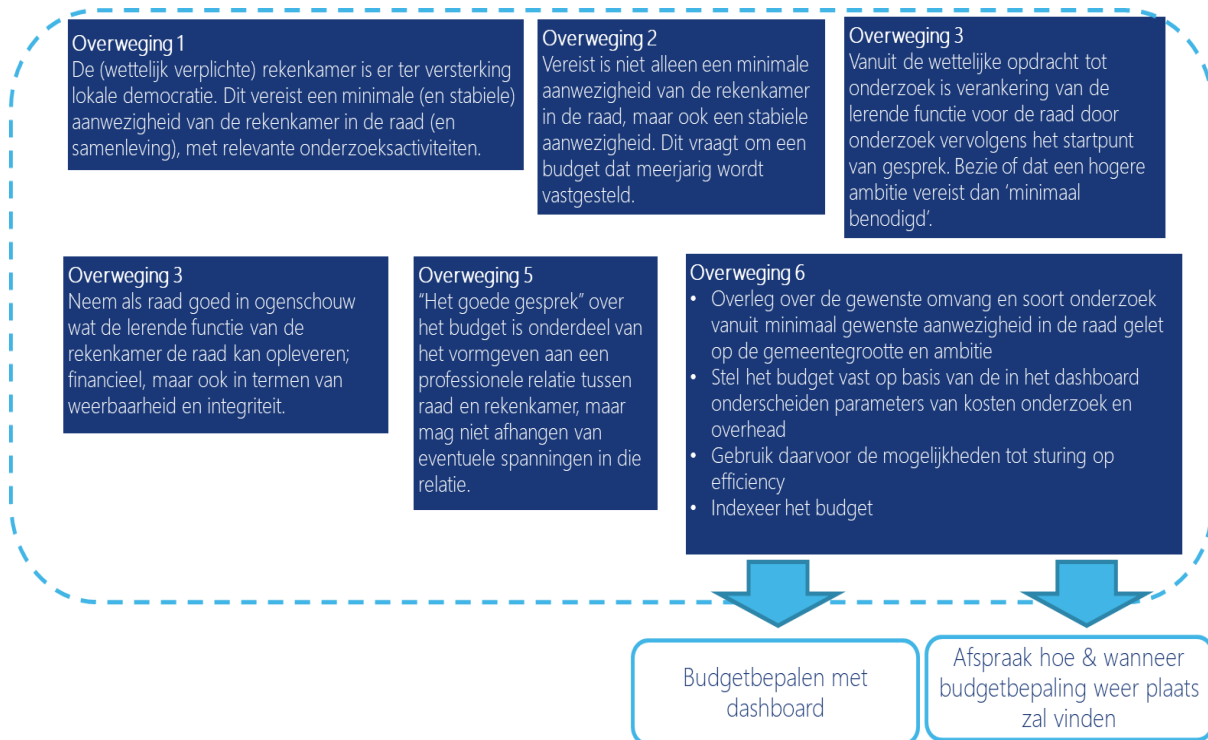 Overweging 1
De (wettelijk verplichte) rekenkamer is er ter versterking
lokale democratie. Dit vereist een minimale (en stabiele)
aanwezigheid van de rekenkamer in de raad (en
samenleving), met relevante onderzoeksactiviteiten.
Overweging 2
Vereist is niet alleen een minimale
aanwezigheid van de rekenkamer
in de raad, maar ook een stabiele
aanwezigheid. Dit vraagt om een
budget dat meerjarig wordt
vastgesteld.
Overweging 3
Vanuit de wettelijke opdracht tot
onderzoek is verankering van de
lerende functie voor de raad door
onderzoek vervolgens het startpunt
van gesprek. Bezie of dat een hogere
ambitie vereist dan ‘minimaal
benodigd’.
Overweging 3
Neem als raad goed in ogenschouw
wat de lerende functie van de
rekenkamer de raad kan opleveren;
financieel, maar ook in termen van
weerbaarheid en integriteit.
Overweging 5
“Het goede gesprek” over
het budget is onderdeel van
het vormgeven aan een
professionele relatie tussen
raad en rekenkamer, maar
mag niet afhangen van
eventuele spanningen in die
relatie.
Overweging 6
• Overleg over de gewenste omvang en soort onderzoek
vanuit minimaal gewenste aanwezigheid in de raad gelet
op de gemeentegrootte en ambitie
• Stel het budget vast op basis van de in het dashboard
onderscheiden parameters van kosten onderzoek en
overhead
• Gebruik daarvoor de mogelijkheden tot sturing op
efficiency
• Indexeer het budget
Budgetbepalen met
dashboard
Afspraak hoe & wanneer
budgetbepaling weer plaats
zal vinden